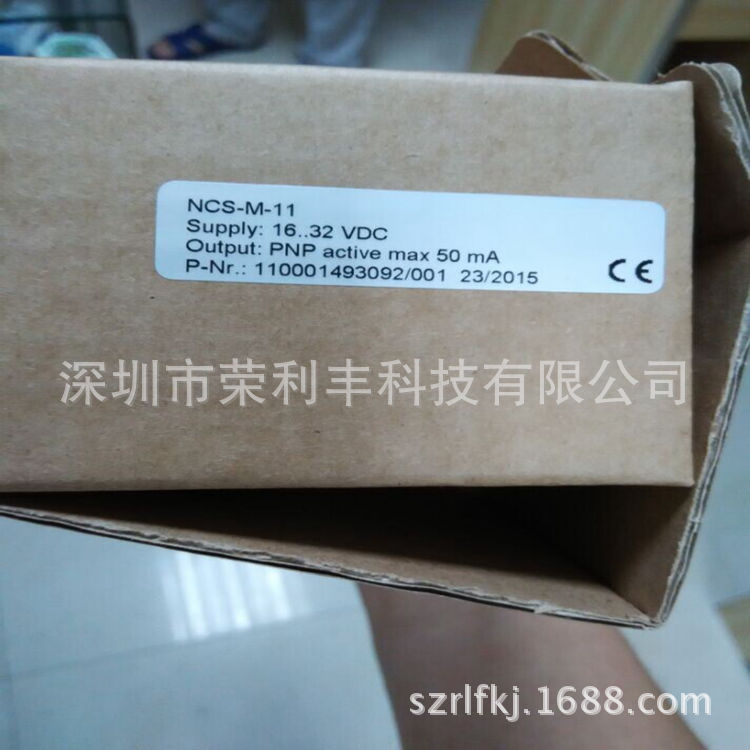 NCS-M-11
Supply: 16..32 VDC
Output: PNP active max 50 mA
P-Nr.: 110001493092/001 23/2015
CE
深圳市荣利丰科技有限公司
szrlfkj.1688.com